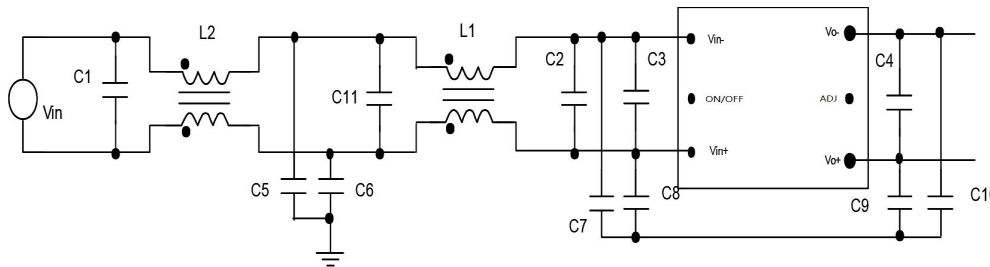 L2
L1
C1
Vin
C11
C2
C3
C4
Vin-
Vo-
ON/OFF
ADJ
Vin+
Vo+
C5
C6
C7
C8
C9